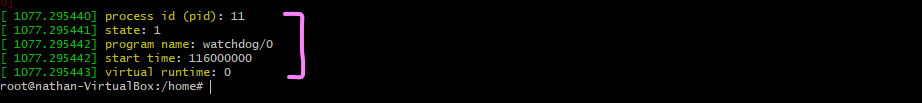 [ 1077.295440] process id (pid): 11
[ 1077.295441] state: 1
[ 1077.295442] program name: watchdog/0
[ 1077.295442] start time: 116000000
[ 1077.295443] virtual runtime: 0
root@nathan-VirtualBox:/home#